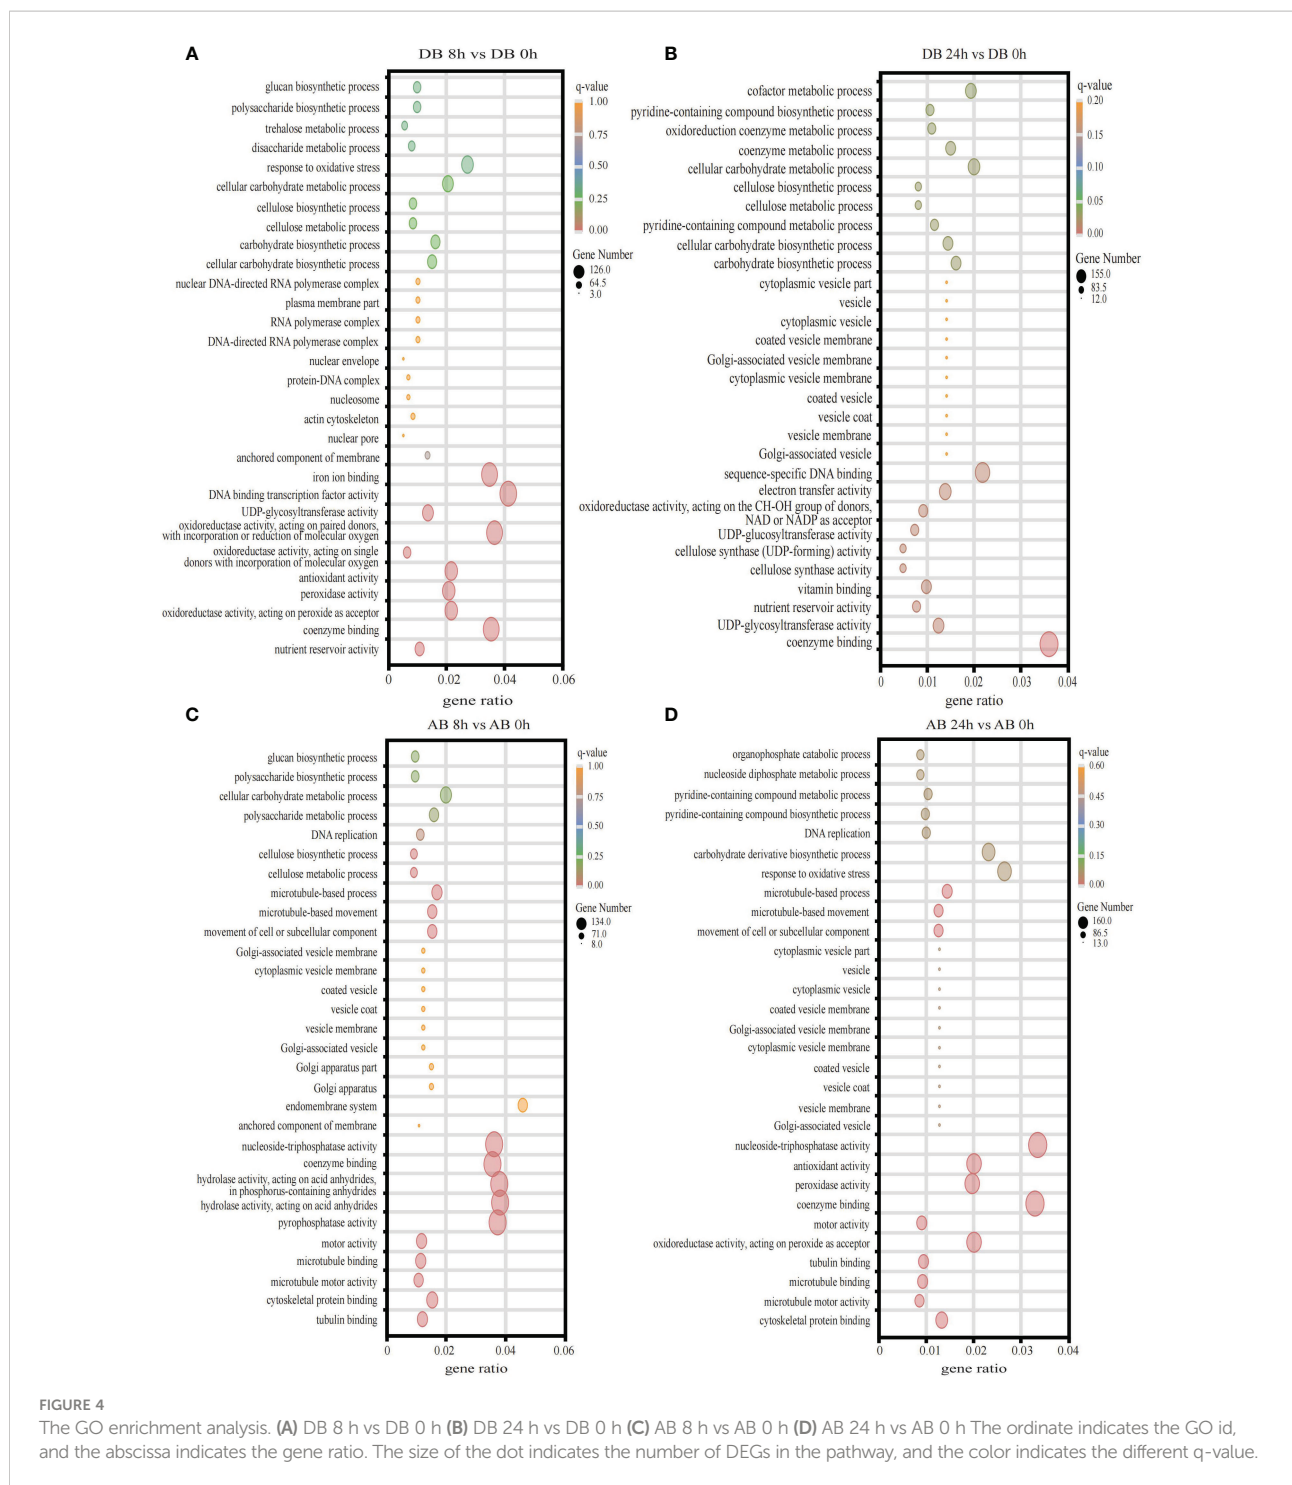 A
DB 8h vs DB 0h
glucan biosynthetic process
polysaccharide biosynthetic process
trehalose metabolic process
disaccharide metabolic process
response to oxidative stress
cellular carbohydrate metabolic process
cellulose biosynthetic process
cellulose metabolic process
carbohydrate biosynthetic process
cellular carbohydrate biosynthetic process
nuclear DNA-directed RNA polymerase complex
plasma membrane part
RNA polymerase complex
DNA-directed RNA polymerase complex
nuclear envelope
protein-DNA complex
nucleosome
actin cytoskeleton
nuclear pore
anchored component of membrane
iron ion binding
DNA binding transcription factor activity
UDP-glycosyltransferase activity
oxidoreductase activity, acting on paired donors,
with incorporation or reduction of molecular oxygen
oxidoreductase activity, acting on single
donors with incorporation of molecular oxygen
antioxidant activity
peroxidase activity
oxidoreductase activity, acting on peroxide as acceptor
coenzyme binding
nutrient reservoir activity
0 0.02 0.04 0.06
gene ratio
q-value
1.00
0.75
0.50
0.25
0.00
Gene Number
126.0
64.5
3.0
B
DB 24h vs DB 0h
cofactor metabolic process
pyridine-containing compound biosynthetic process
oxidoreduction coenzyme metabolic process
coenzyme metabolic process
cellular carbohydrate metabolic process
cellulose biosynthetic process
cellulose metabolic process
pyridine-containing compound metabolic process
cellular carbohydrate biosynthetic process
carbohydrate biosynthetic process
cytoplasmic vesicle part
vesicle
cytoplasmic vesicle
coated vesicle membrane
Golgi-associated vesicle membrane
cytoplasmic vesicle membrane
coated vesicle
vesicle coat
vesicle membrane
Golgi-associated vesicle
sequence-specific DNA binding
electron transfer activity
oxidoreductase activity, acting on the CH-OH group of donors,
NAD or NADP as acceptor
UDP-glucosyltransferase activity
cellulose synthase (UDP-forming) activity
cellulose synthase activity
vitamin binding
nutrient reservoir activity
UDP-glycosyltransferase activity
coenzyme binding
0 0.01 0.02 0.03 0.04
gene ratio
q-value
0.20
0.15
0.10
0.05
0.00
Gene Number
155.0
83.5
12.0
C
AB 8h vs AB 0h
glucan biosynthetic process
polysaccharide biosynthetic process
cellular carbohydrate metabolic process
polysaccharide metabolic process
DNA replication
cellulose biosynthetic process
cellulose metabolic process
microtubule-based process
microtubule-based movement
movement of cell or subcellular component
Golgi-associated vesicle membrane
cytoplasmic vesicle membrane
coated vesicle
vesicle coat
vesicle membrane
Golgi-associated vesicle
Golgi apparatus part
Golgi apparatus
endomembrane system
anchored component of membrane
nucleoside-triphosphatase activity
coenzyme binding
hydrolase activity, acting on acid anhydrides,
in phosphorus-containing anhydrides
hydrolase activity, acting on acid anhydrides
pyrophosphatase activity
motor activity
microtubule binding
microtubule motor activity
cytoskeletal protein binding
tubulin binding
0 0.02 0.04 0.06
gene ratio
q-value
1.00
0.75
0.50
0.25
0.00
Gene Number
134.0
71.0
8.0
D
AB 24h vs AB 0h
organophosphate catabolic process
nucleoside diphosphate metabolic process
pyridine-containing compound metabolic process
pyridine-containing compound biosynthetic process
DNA replication
carbohydrate derivative biosynthetic process
response to oxidative stress
microtubule-based process
microtubule-based movement
movement of cell or subcellular component
cytoplasmic vesicle part
vesicle
cytoplasmic vesicle
coated vesicle membrane
Golgi-associated vesicle membrane
cytoplasmic vesicle membrane
coated vesicle
vesicle coat
vesicle membrane
Golgi-associated vesicle
nucleoside-triphosphatase activity
antioxidant activity
peroxidase activity
coenzyme binding
motor activity
oxidoreductase activity, acting on peroxide as acceptor
tubulin binding
microtubule binding
microtubule motor activity
cytoskeletal protein binding
0 0.01 0.02 0.03 0.04
gene ratio
q-value
0.60
0.45
0.30
0.15
0.00
Gene Number
160.0
86.5
13.0
FIGURE 4
The GO enrichment analysis. (A) DB 8 h vs DB 0 h (B) DB 24 h vs DB 0 h (C) AB 8 h vs AB 0 h (D) AB 24 h vs AB 0 h The ordinate indicates the GO id,
and the abscissa indicates the gene ratio. The size of the dot indicates the number of DEGs in the pathway, and the color indicates the different q-value.